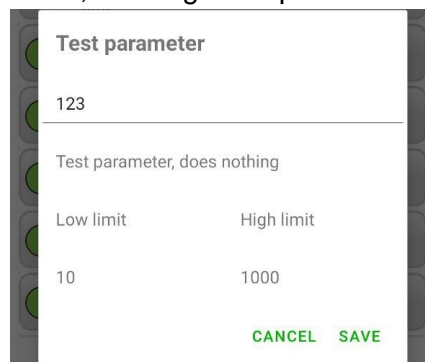 Test parameter
123
Test parameter, does nothing
Low limit High limit
10 1000
CANCEL SAVE